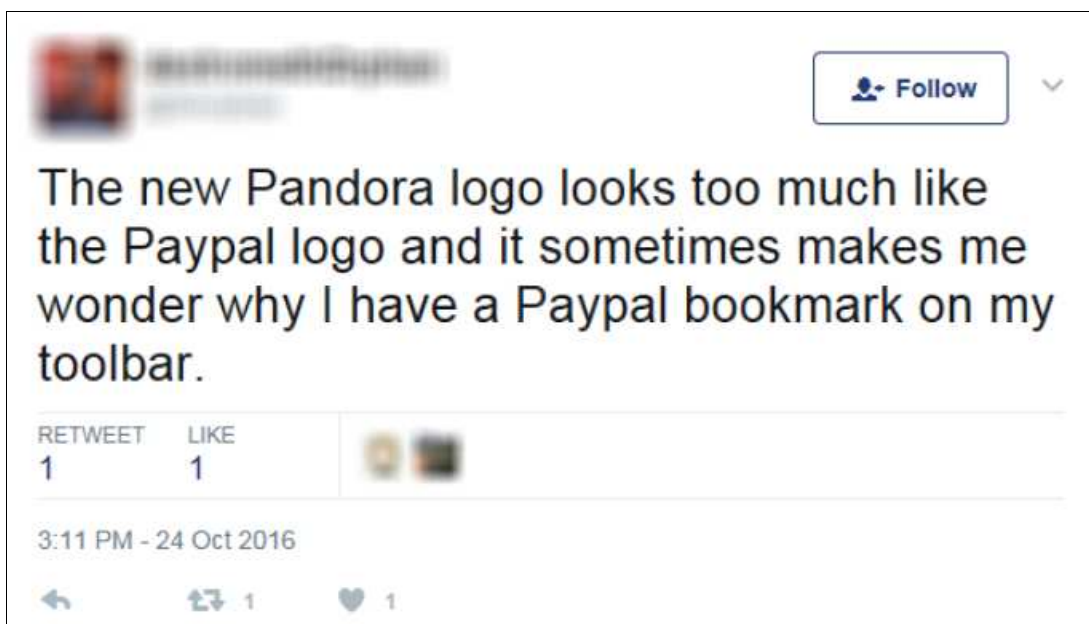 Follow
The new Pandora logo looks too much like
the Paypal logo and it sometimes makes me
wonder why I have a Paypal bookmark on my
toolbar.
RETWEET LIKE
1 1
3:11 PM - 24 Oct 2016
1 1